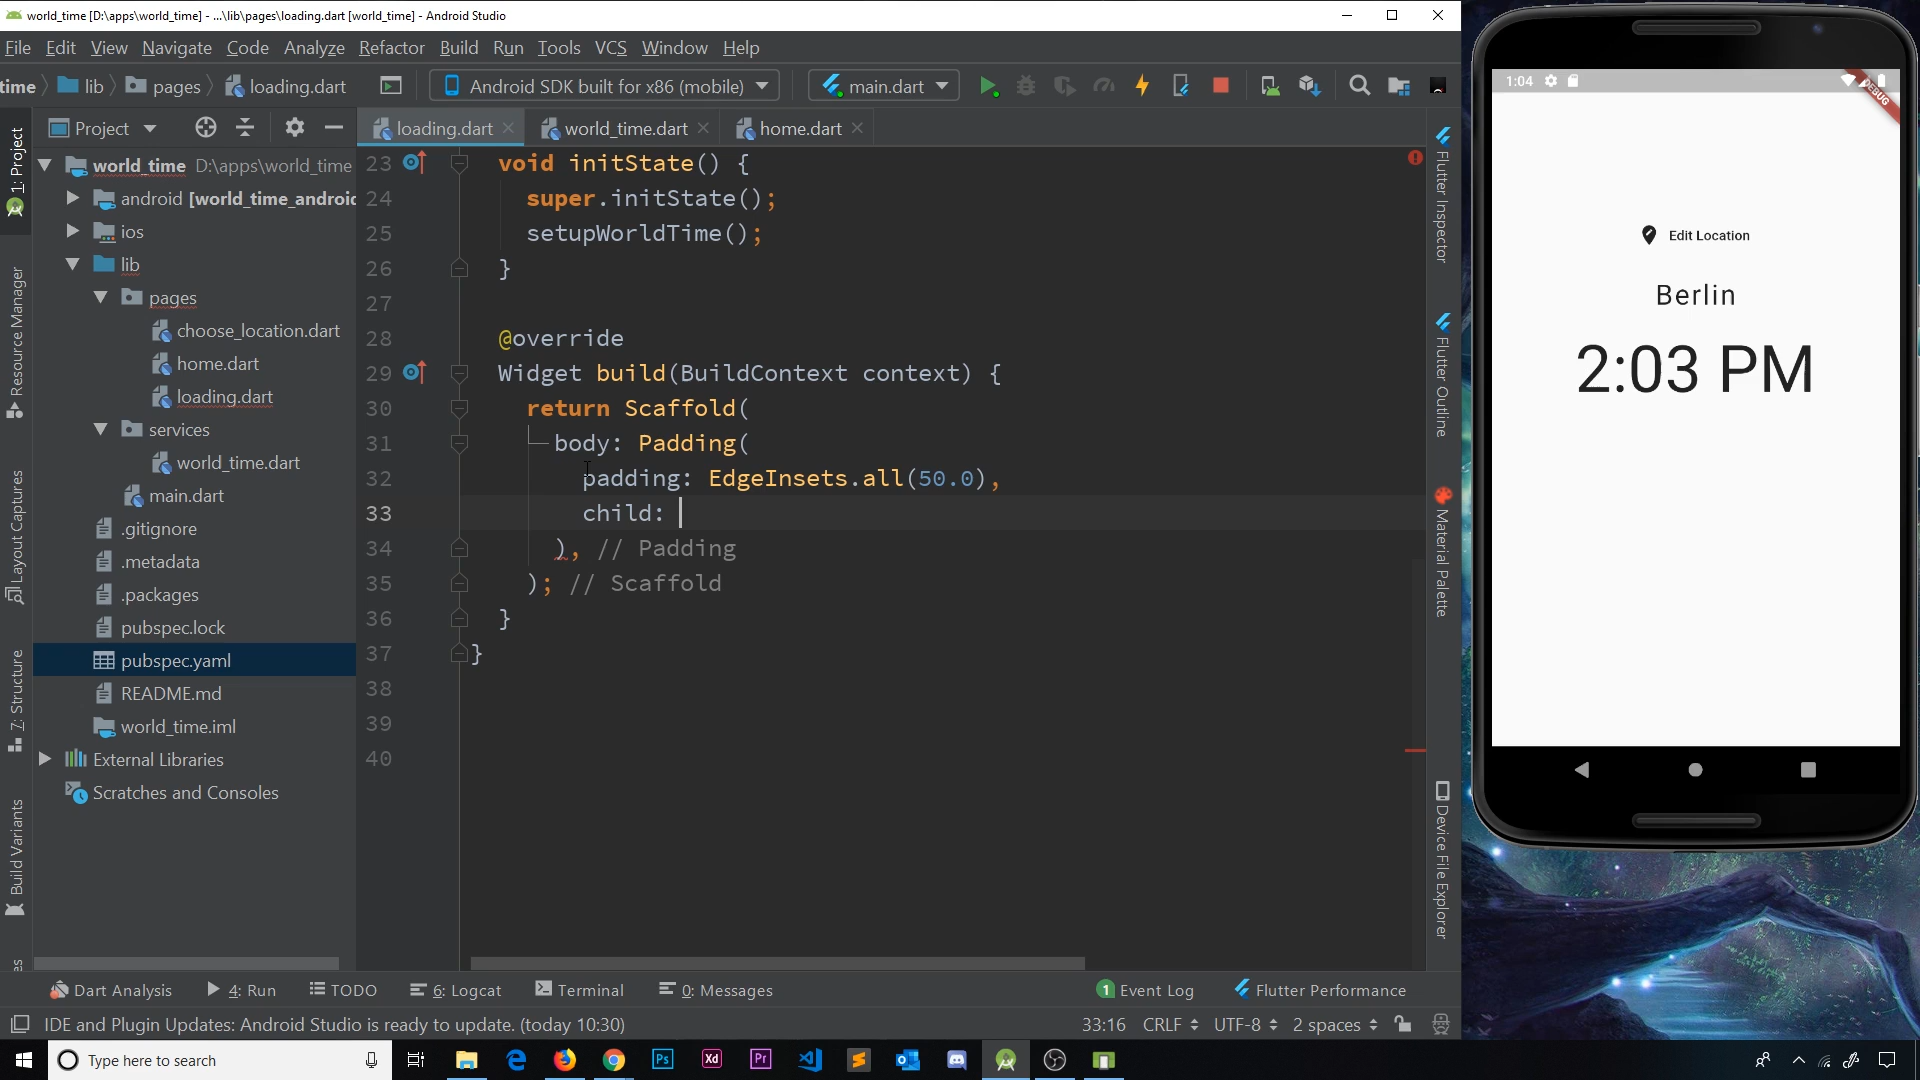 world_time [D:\apps\world_time] - ...\lib\pages\loading.dart [world_time] - Android Studio
File Edit View Navigate Code Analyze Refactor Build Run Tools VCS Window Help
time lib pages loading.dart Android SDK built for x86 (mobile) main.dart
Project
loading.dart world_time.dart home.dart
1: Project
Resource Manager
Layout Captures
7: Structure
Build Variants
world_time D:\apps\world_time
android [world_time_android
ios
lib
pages
choose_location.dart
home.dart
loading.dart
services
world_time.dart
main.dart
.gitignore
.metadata
.packages
pubspec.lock
pubspec.yaml
README.md
world_time.iml
External Libraries
Scratches and Consoles
23 void initState() {
24 super.initState();
25 setupWorldTime();
26 }
27
28 @override
29 Widget build(BuildContext context) {
30 return Scaffold(
31 body: Padding(
32 padding: EdgeInsets.all(50.0),
33 child:
34 ), // Padding
35 ); // Scaffold
36 }
37 }
38
39
40
Flutter Inspector
Flutter Outline
Material Palette
Device File Explorer
Dart Analysis 4: Run TODO 6: Logcat Terminal 0: Messages 1 Event Log Flutter Performance
IDE and Plugin Updates: Android Studio is ready to update. (today 10:30) 33:16 CRLF UTF-8 2 spaces
Type here to search
Ps
Xd
Pr
1:04
DEBUG
Edit Location
Berlin
2:03 PM